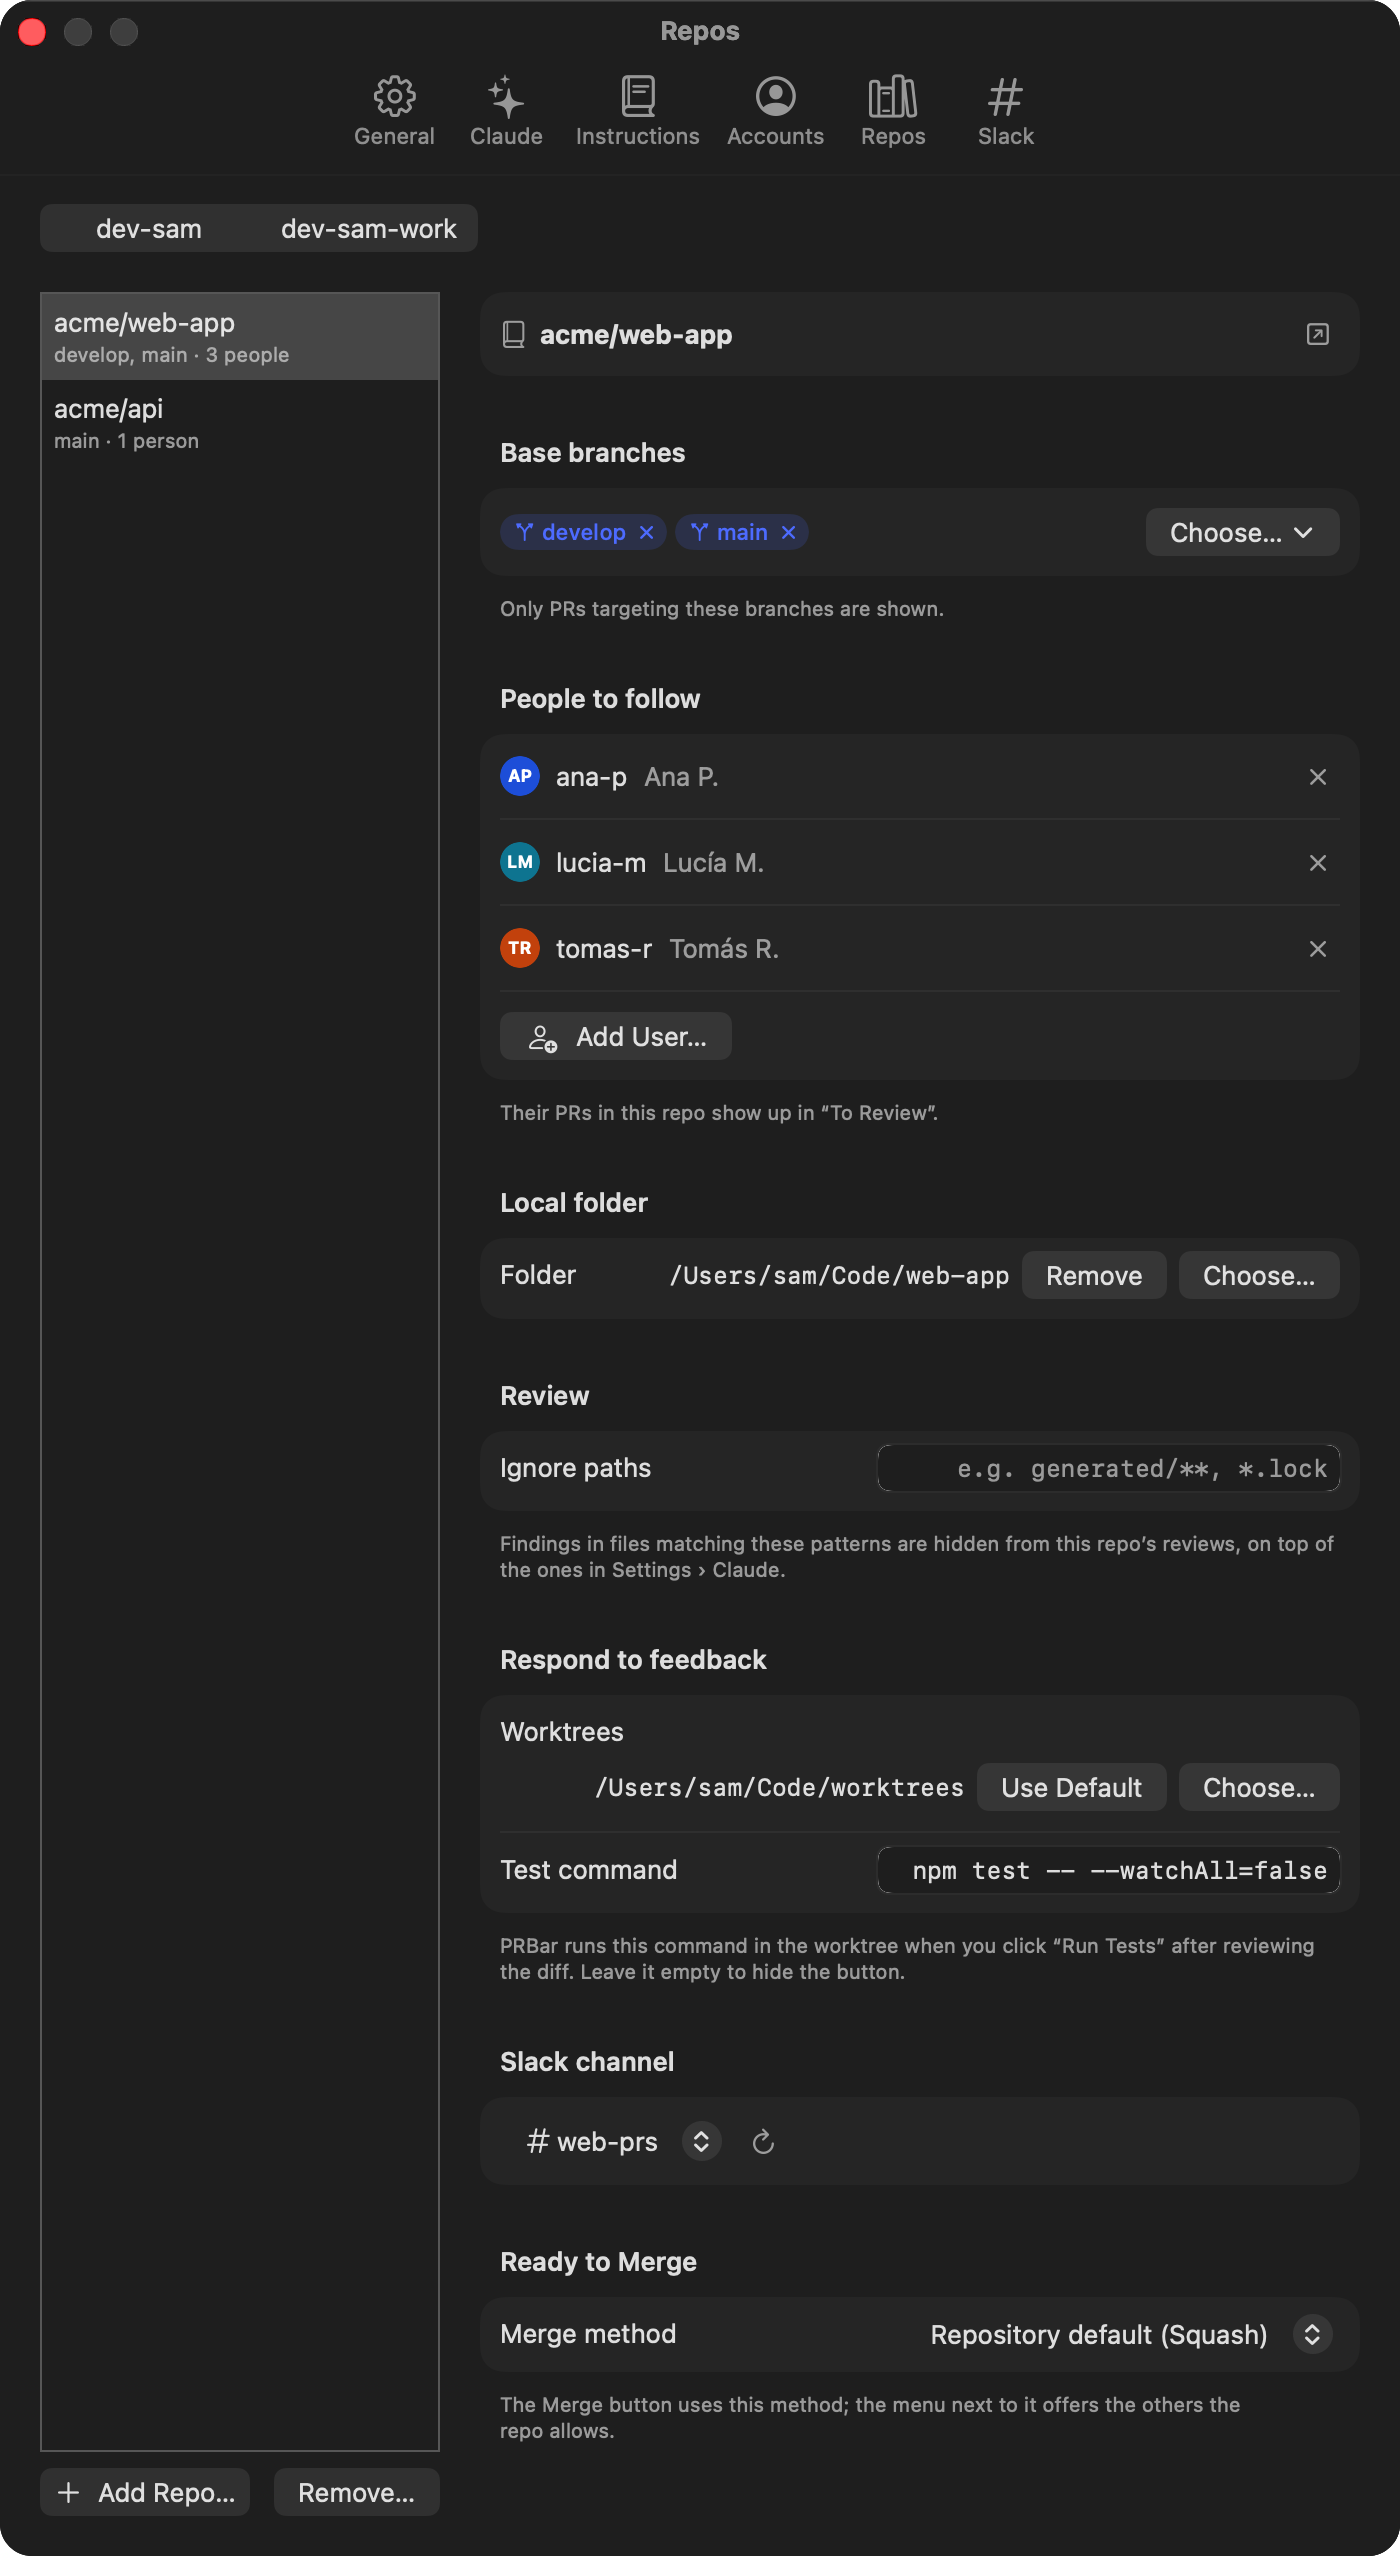 Repos
General
Claude
Instructions
Accounts
Repos
Slack
dev-sam
dev-sam-work
acme/web-app
develop, main · 3 people
acme/api
main · 1 person
Add Repo...
Remove...
acme/web-app
Base branches
develop
main
Choose...
Only PRs targeting these branches are shown.
People to follow
AP ana-p Ana P.
LM lucia-m Lucía M.
TR tomas-r Tomás R.
Add User...
Their PRs in this repo show up in “To Review”.
Local folder
Folder /Users/sam/Code/web-app Remove Choose...
Review
Ignore paths e.g. generated/**, *.lock
Findings in files matching these patterns are hidden from this repo’s reviews, on top of
the ones in Settings › Claude.
Respond to feedback
Worktrees
/Users/sam/Code/worktrees Use Default Choose...
Test command npm test -- --watchAll=false
PRBar runs this command in the worktree when you click “Run Tests” after reviewing
the diff. Leave it empty to hide the button.
Slack channel
# web-prs
Ready to Merge
Merge method Repository default (Squash)
The Merge button uses this method; the menu next to it offers the others the
repo allows.